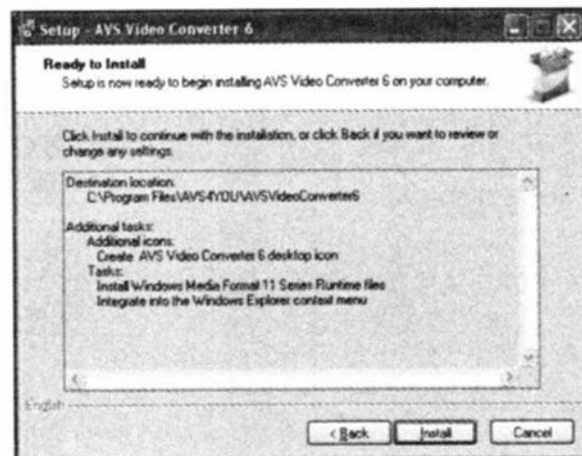 Setup - AVS Video Converter 6
Ready to Install
Setup is now ready to begin installing AVS Video Converter 6 on your computer.
Click Install to continue with the installation, or click Back if you want to review or
change any settings.
Destination location:
C:\Program Files\AVS4YOU\AVSVideoConverter6
Additional tasks:
Additional icons:
Create AVS Video Converter 6 desktop icon
Tasks:
Install Windows Media Format 11 Series Runtime files
Integrate into the Windows Explorer context menu
English
< Back Install Cancel